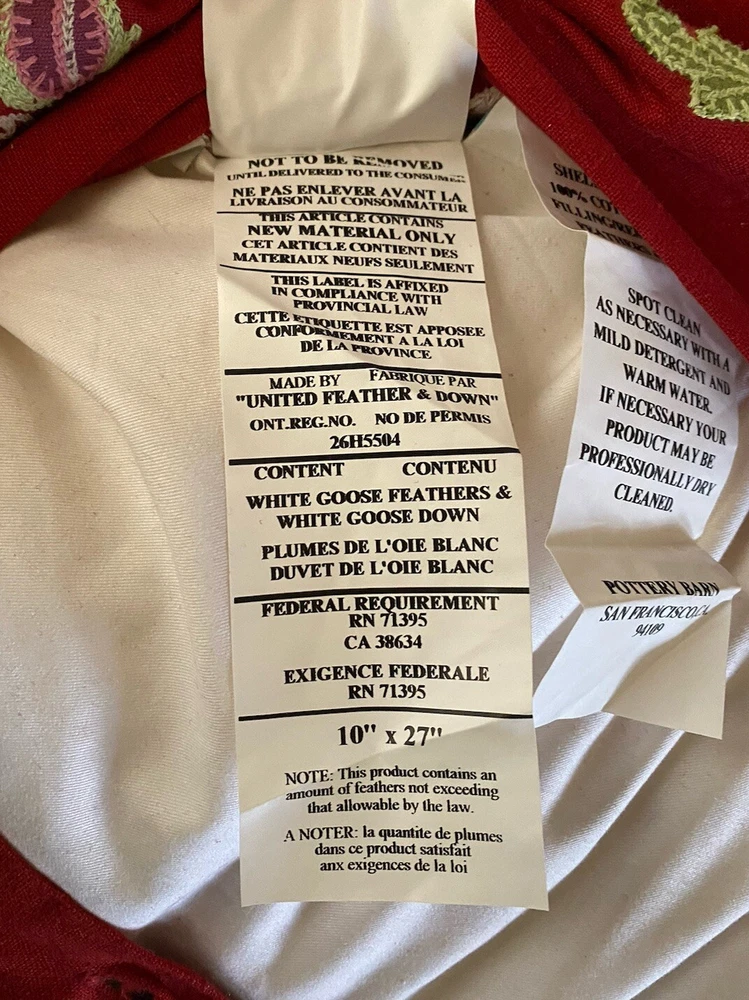 NOT TO BE REMOVED
UNTIL DELIVERED TO THE CONSUMER
NE PAS ENLEVER AVANT LA
LIVRAISON AU CONSOMMATEUR
THIS ARTICLE CONTAINS
NEW MATERIAL ONLY
CET ARTICLE CONTIENT DES
MATERIAUX NEUFS SEULEMENT
THIS LABEL IS AFFIXED
IN COMPLIANCE WITH
PROVINCIAL LAW
CETTE ETIQUETTE EST APPOSEE
CONFORMEMENT A LA LOI
DE LA PROVINCE
MADE BY FABRIQUE PAR
"UNITED FEATHER & DOWN"
ONT.REG.NO. NO DE PERMIS
26H5504
CONTENT CONTENU
WHITE GOOSE FEATHERS &
WHITE GOOSE DOWN
PLUMES DE L'OIE BLANC
DUVET DE L'OIE BLANC
FEDERAL REQUIREMENT
RN 71395
CA 38634
EXIGENCE FEDERALE
RN 71395
10" x 27"
NOTE: This product contains an
amount of feathers not exceeding
that allowable by the law.
A NOTER: la quantite de plumes
dans ce product satisfait
anx exigences de la loi
100%
SPOT CLEAN
AS NECESSARY WITH A
MILD DETERGENT AND
WARM WATER.
IF NECESSARY YOUR
PRODUCT MAY BE
PROFESSIONALLY DRY
CLEANED.
POTTERY BARN
SAN FRANCISCO,CA.
94109